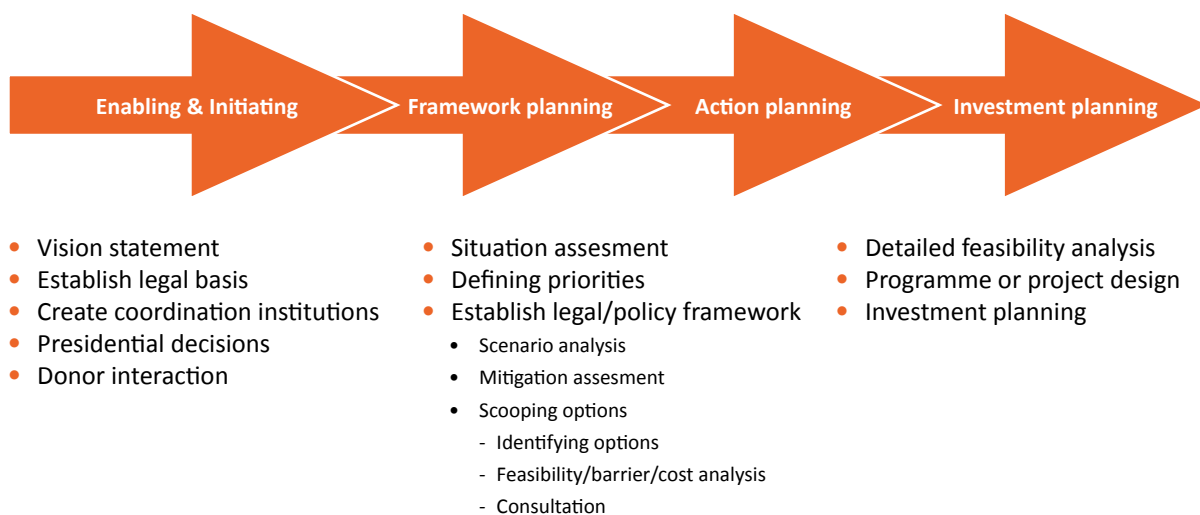 Enabling & Initiating
Framework planning
Action planning
Investment planning
• Vision statement
• Establish legal basis
• Create coordination institutions
• Presidential decisions
• Donor interaction
• Situation assesment
• Defining priorities
• Establish legal/policy framework
• Scenario analysis
• Mitigation assesment
• Scooping options
- Identifying options
- Feasibility/barrier/cost analysis
- Consultation
• Detailed feasibility analysis
• Programme or project design
• Investment planning